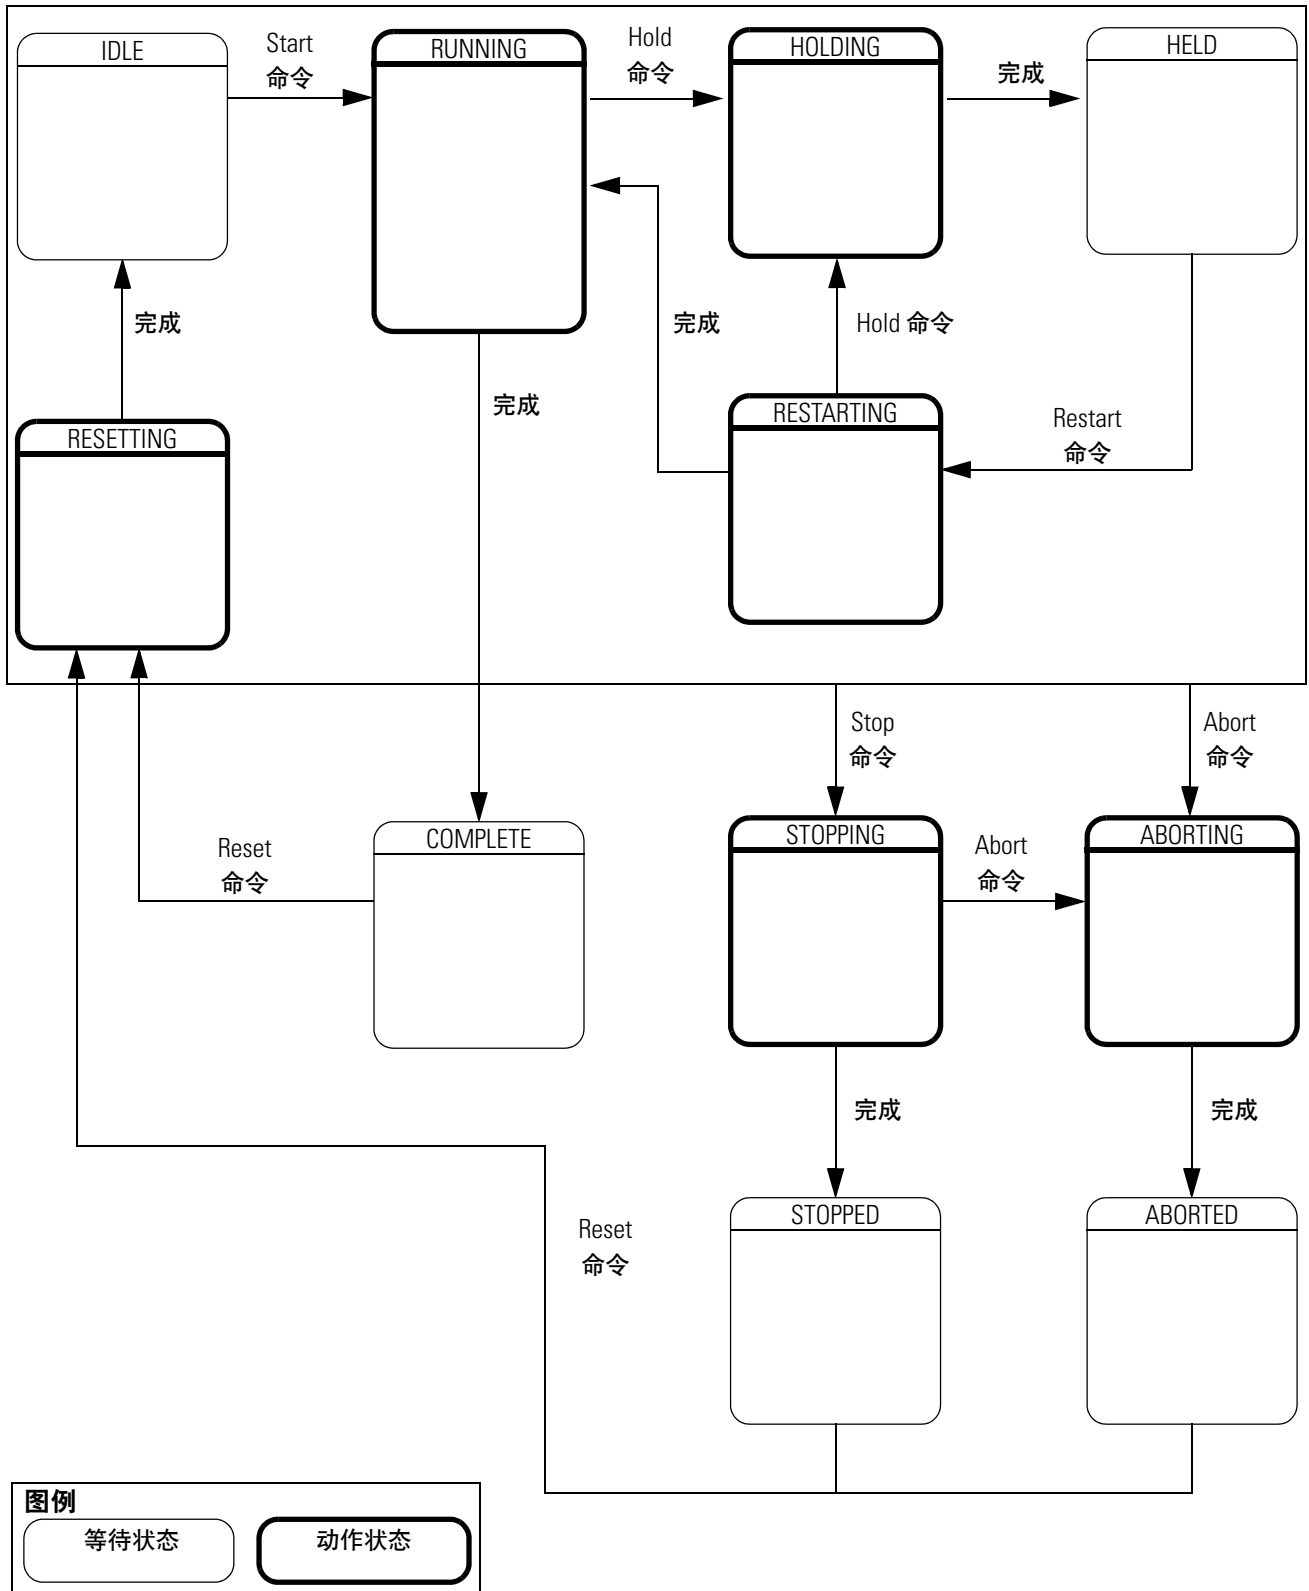 IDLE
Start
命令
RUNNING
Hold
命令
HOLDING
完成
HELD
完成
完成
Hold 命令
完成
RESETTING
RESTARTING
Restart
命令
Stop
命令
Abort
命令
Reset
命令
COMPLETE
STOPPING
Abort
命令
ABORTING
完成
完成
Reset
命令
STOPPED
ABORTED
图例
等待状态
动作状态